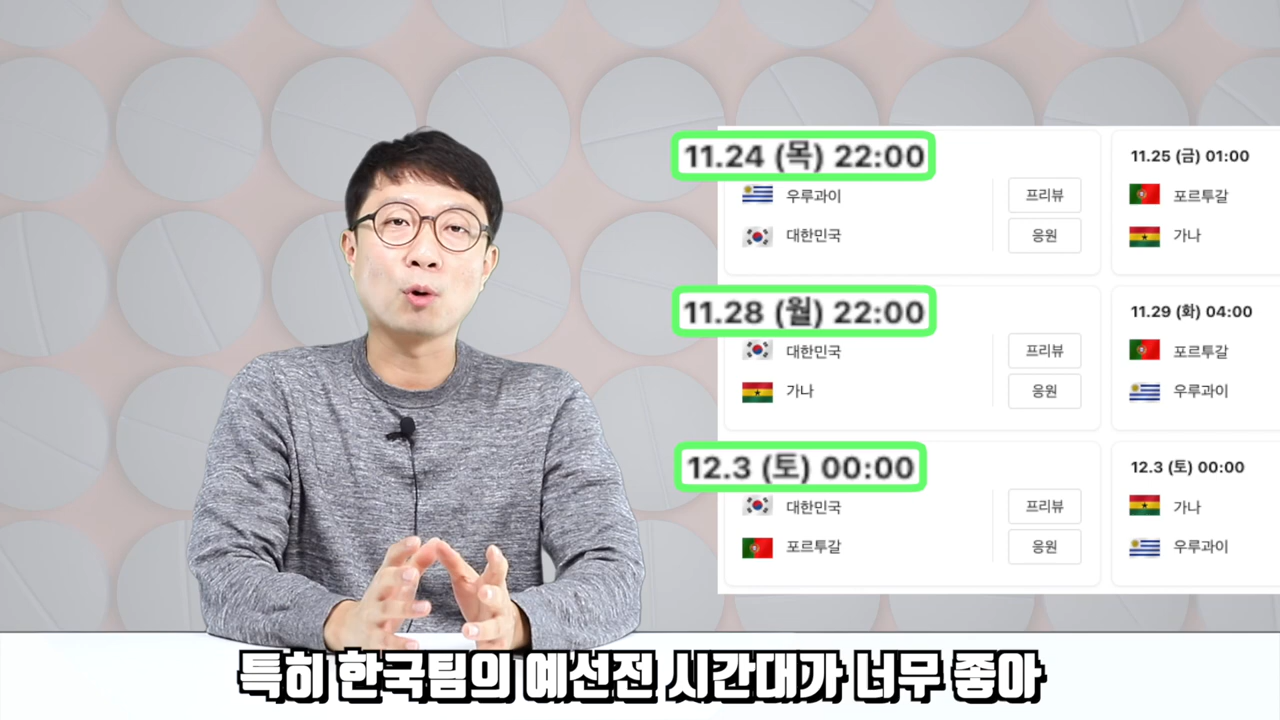 11.24 (목) 22:00
우루과이
프리뷰
대한민국
응원
11.25 (금) 01:00
포르투갈
가나
11.28 (월) 22:00
대한민국
프리뷰
가나
응원
11.29 (화) 04:00
포르투갈
우루과이
12.3 (토) 00:00
대한민국
프리뷰
포르투갈
응원
12.3 (토) 00:00
가나
우루과이
특히 한국팀의 예선전 시간대가 너무 좋아